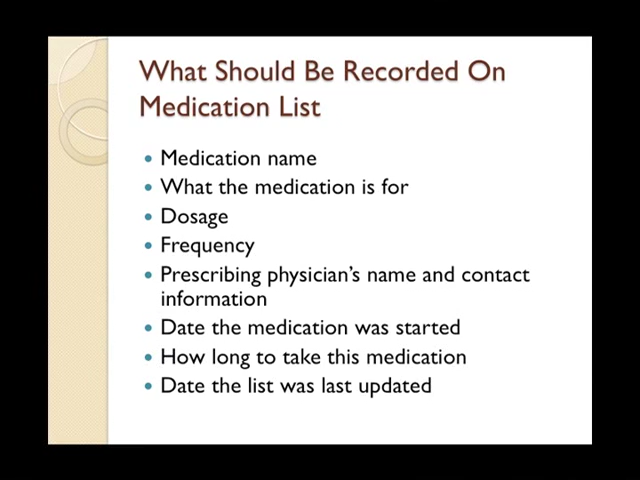 What Should Be Recorded On
Medication List
• Medication name
• What the medication is for
• Dosage
• Frequency
• Prescribing physician's name and contact
information
• Date the medication was started
• How long to take this medication
• Date the list was last updated